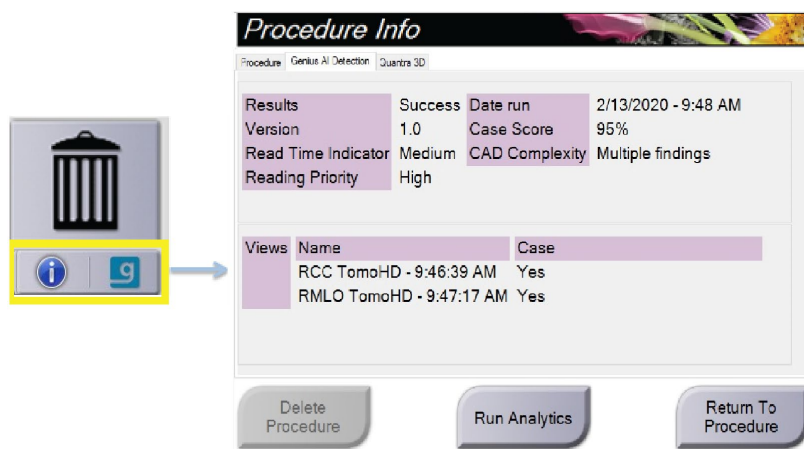 Procedure Info
Procedure Genius AI Detection Quantra 3D
Results Success Date run 2/13/2020 - 9:48 AM
Version 1.0 Case Score 95%
Read Time Indicator Medium CAD Complexity Multiple findings
Reading Priority High
Views Name Case
RCC TomoHD - 9:46:39 AM Yes
RMLO TomoHD - 9:47:17 AM Yes
i g
Delete
Procedure
Run Analytics
Return To
Procedure